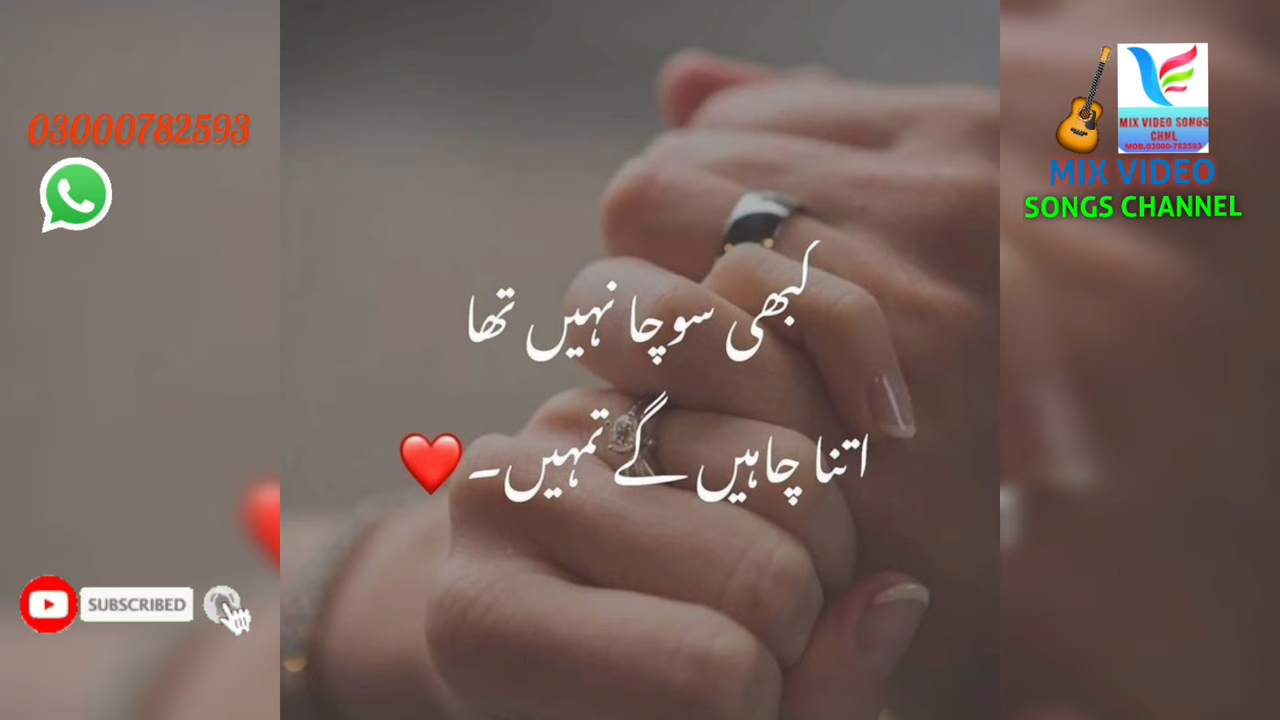 03000782593
کبھی سوچا نہیں تھا
اتنا چاہیں گے تمہیں۔❤️
SUBSCRIBED
MIX VIDEO SONGS
CHNL
MOB.03000-782593
MIX VIDEO
SONGS CHANNEL